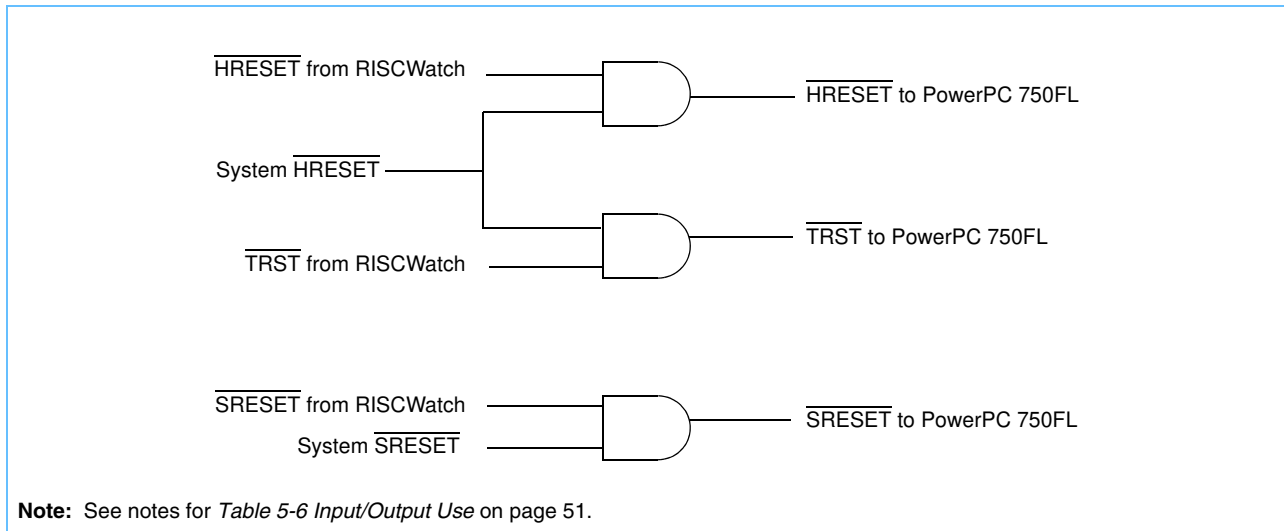 HRESET from RISCWatch
HRESET to PowerPC 750FL
System HRESET
TRST to PowerPC 750FL
TRST from RISCWatch
SRESET from RISCWatch
SRESET to PowerPC 750FL
System SRESET
Note: See notes for Table 5-6 Input/Output Use on page 51.